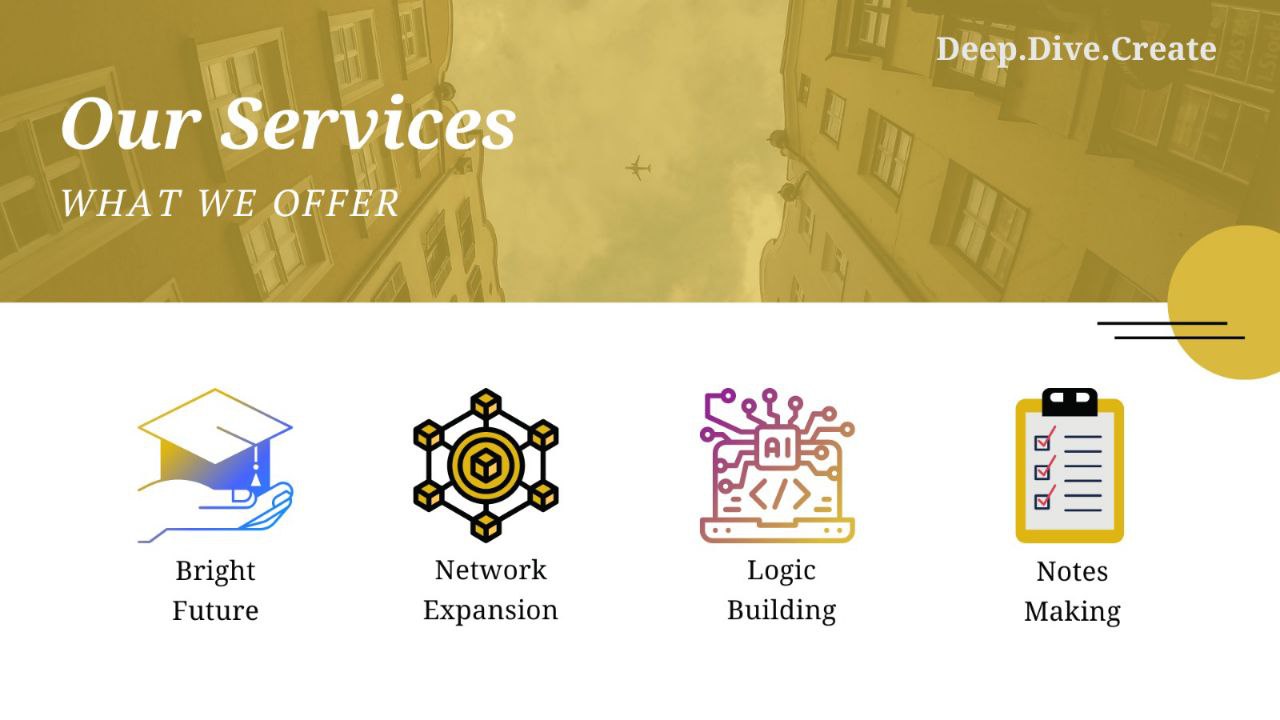 Deep.Dive.Create
Our Services
WHAT WE OFFER
AI
</>
Bright
Future
Network
Expansion
Logic
Building
Notes
Making